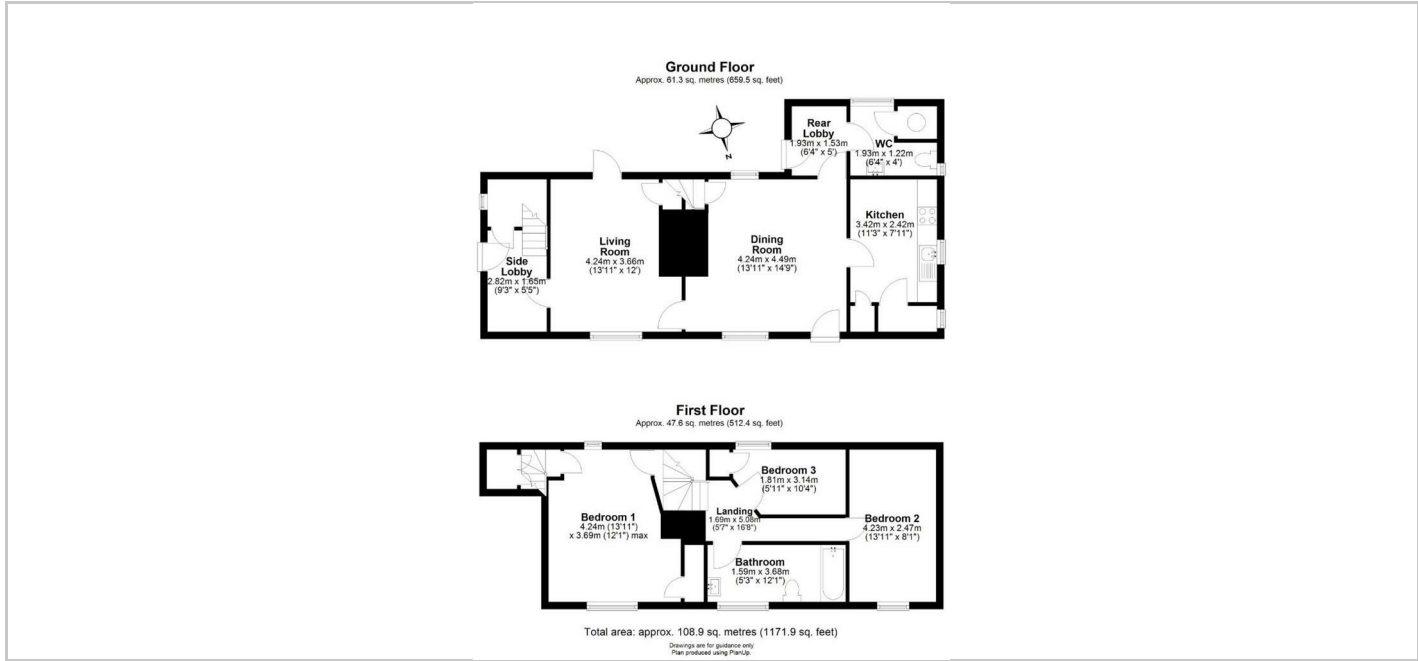 Ground Floor
Approx. 61.3 sq. metres (659.5 sq. feet)
Rear
Lobby
1.93m x 1.53m
(6'4" x 5')
WC
1.93m x 1.22m
(6'4" x 4')
N
Kitchen
3.42m x 2.42m
(11'3" x 7'11")
Living
Room
4.24m x 3.66m
(13'11" x 12')
Dining
Room
4.24m x 4.49m
(13'11" x 14'9")
Side
Lobby
2.82m x 1.65m
(9'3" x 5'5")
First Floor
Approx. 47.6 sq. metres (512.4 sq. feet)
Bedroom 3
1.81m x 3.14m
(5'11" x 10'4")
Bedroom 1
4.24m (13'11")
x 3.69m (12'1") max
Landing
1.69m x 5.08m
(5'7" x 16'8")
Bedroom 2
4.23m x 2.47m
(13'11" x 8'1")
Bathroom
1.59m x 3.68m
(5'3" x 12'1")
Total area: approx. 108.9 sq. metres (1171.9 sq. feet)
Drawings are for guidance only
Plan produced using PlanUp.